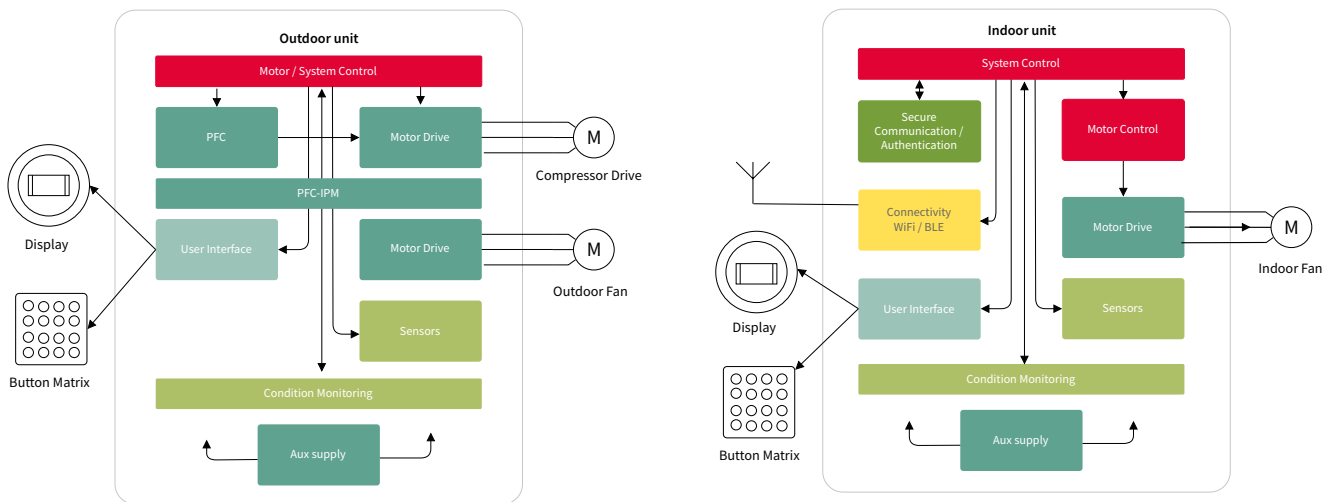 Outdoor unit
Motor / System Control
PFC
Motor Drive
M
Compressor Drive
PFC-IPM
Display
User Interface
Motor Drive
M
Outdoor Fan
Button Matrix
Sensors
Condition Monitoring
Aux supply
Indoor unit
System Control
Secure
Communication /
Authentication
Motor Control
Connectivity
WiFi / BLE
Motor Drive
M
Indoor Fan
Display
User Interface
Sensors
Button Matrix
Condition Monitoring
Aux supply